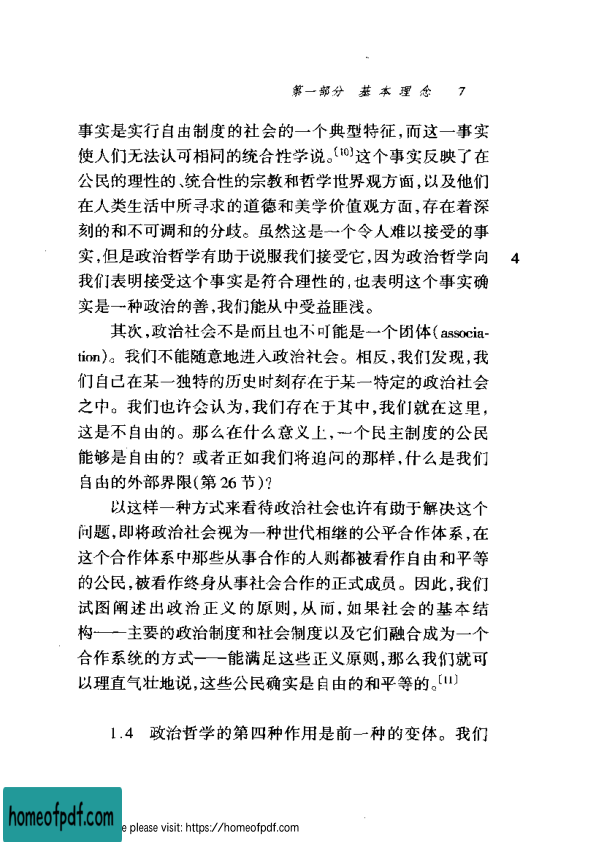 第一部分 基本理念 7
事实是实行自由制度的社会的一个典型特征，而这一事实
使人们无法认可相同的统合性学说。〔10〕这个事实反映了在
公民的理性的、统合性的宗教和哲学世界观方面，以及他们
在人类生活中所寻求的道德和美学价值观方面，存在着深
刻的和不可调和的分歧。虽然这是一个令人难以接受的事
实，但是政治哲学有助于说服我们接受它，因为政治哲学向 4
我们表明接受这个事实是符合理性的，也表明这个事实确
实是一种政治的善，我们能从中受益匪浅。
其次，政治社会不是而且也不可能是一个团体(associa-
tion)。我们不能随意地进入政治社会。相反，我们发现，我
们自己在某一独特的历史时刻存在于某一特定的政治社会
之中。我们也许会认为，我们存在于其中，我们就在这里，
这是不自由的。那么在什么意义上，一个民主制度的公民
能够是自由的？或者正如我们将追问的那样，什么是我们
自由的外部界限(第26节)？
以这样一种方式来看待政治社会也许有助于解决这个
问题，即将政治社会视为一种世代相继的公平合作体系，在
这个合作体系中那些从事合作的人则都被看作自由和平等
的公民，被看作终身从事社会合作的正式成员。因此，我们
试图阐述出政治正义的原则，从而，如果社会的基本结
构——主要的政治制度和社会制度以及它们融合成为一个
合作系统的方式——能满足这些正义原则，那么我们就可
以理直气壮地说，这些公民确实是自由的和平等的。〔11〕
1.4 政治哲学的第四种作用是前一种的变体。我们
homeofpdf.com
e please visit: https://homeofpdf.com